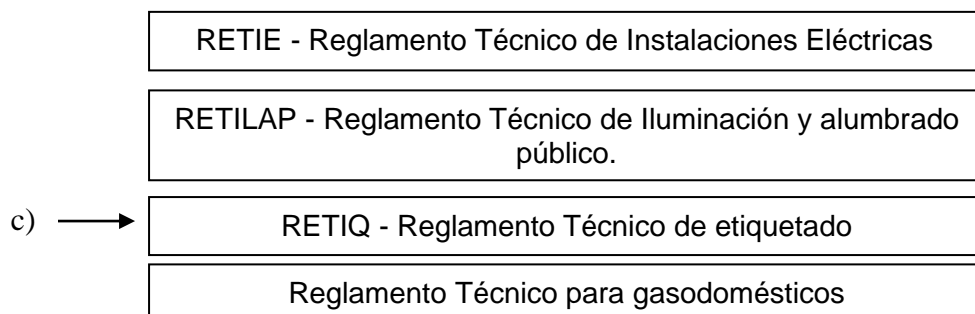 RETIE - Reglamento Técnico de Instalaciones Eléctricas
RETILAP - Reglamento Técnico de Iluminación y alumbrado
público.
c)
RETIQ - Reglamento Técnico de etiquetado
Reglamento Técnico para gasodomésticos